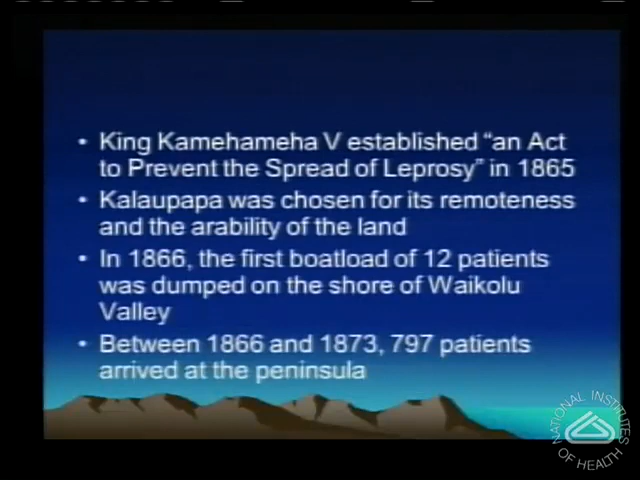 • King Kamehameha V established “an Act
to Prevent the Spread of Leprosy” in 1865
• Kalaupapa was chosen for its remoteness
and the arability of the land
• In 1866, the first boatload of 12 patients
was dumped on the shore of Waikolu
Valley
• Between 1866 and 1873, 797 patients
arrived at the peninsula
NATIONAL INSTITUTES
OF HEALTH